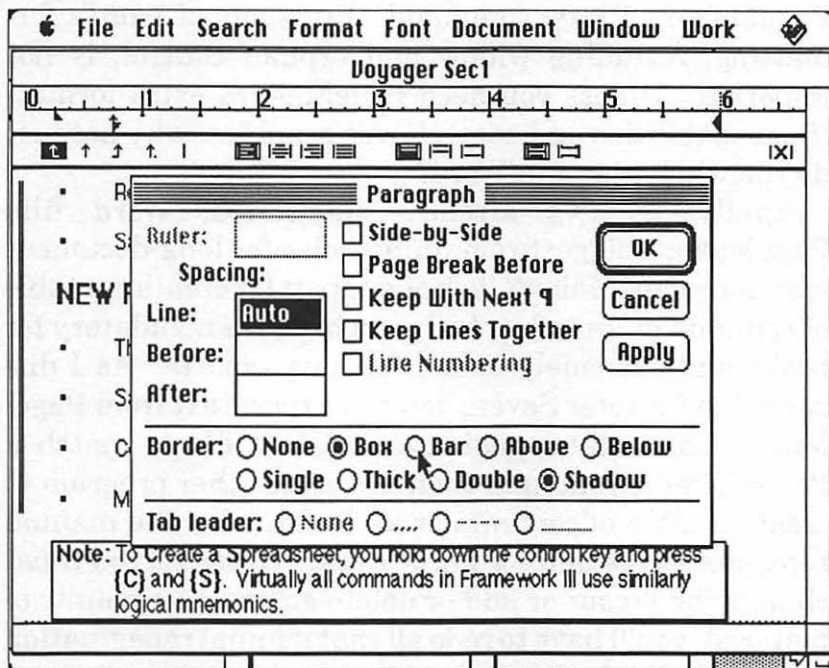 File Edit Search Format Font Document Window Work
Voyager Sec1
0 1 2 3 4 5 6
Paragraph
Ruler:
Spacing:
Line: Auto
Before:
After:
Side-by-Side
Page Break Before
Keep With Next ¶
Keep Lines Together
Line Numbering
OK
Cancel
Apply
NEW
Border: None Box Bar Above Below
Single Thick Double Shadow
Tab leader: None .... --- __
Note: To Create a Spreadsheet, you hold down the control key and press
{C} and {S}. Virtually all commands in Framework III use similarly
logical mnemonics.